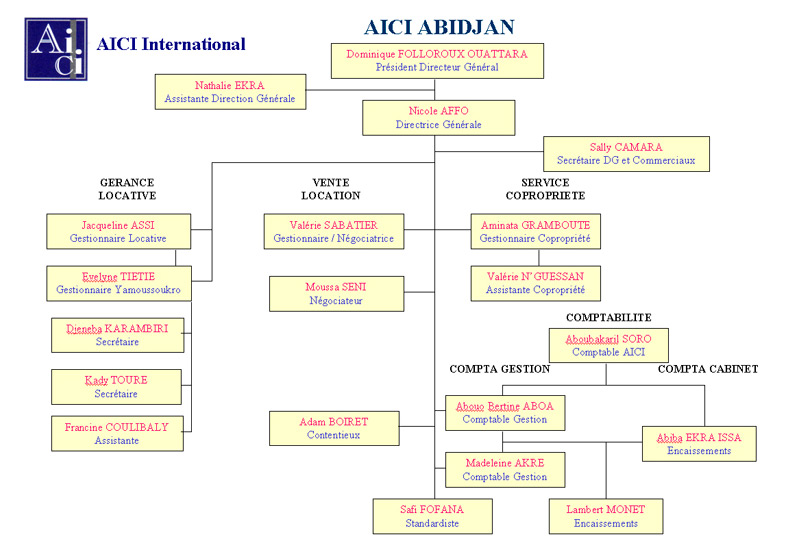 AiCi
AICI International
AICI ABIDJAN
Dominique FOLLOROUX OUATTARA
Président Directeur Général
Nathalie EKRA
Assistante Direction Générale
Nicole AFFO
Directrice Générale
Sally CAMARA
Secrétaire DG et Commerciaux
GERANCE
LOCATIVE
VENTE
LOCATION
SERVICE
COPROPRIETE
Jacqueline ASSI
Gestionnaire Locative
Valérie SABATIER
Gestionnaire / Négociatrice
Aminata GRAMBOUTE
Gestionnaire Copropriété
Evelyne TIETIE
Gestionnaire Yamoussoukro
Moussa SENI
Négociateur
Valérie N'GUESSAN
Assistante Copropriété
COMPTABILITE
Djeneba KARAMBIRI
Secrétaire
Aboubakaril SORO
Comptable AICI
COMPTA GESTION
COMPTA CABINET
Kady TOURE
Secrétaire
Abouo Bertine ABOA
Comptable Gestion
Francine COULIBALY
Assistante
Adam BOIRET
Contentieux
Abiba EKRA ISSA
Encaissements
Madeleine AKRE
Comptable Gestion
Safi FOFANA
Standardiste
Lambert MONET
Encaissements